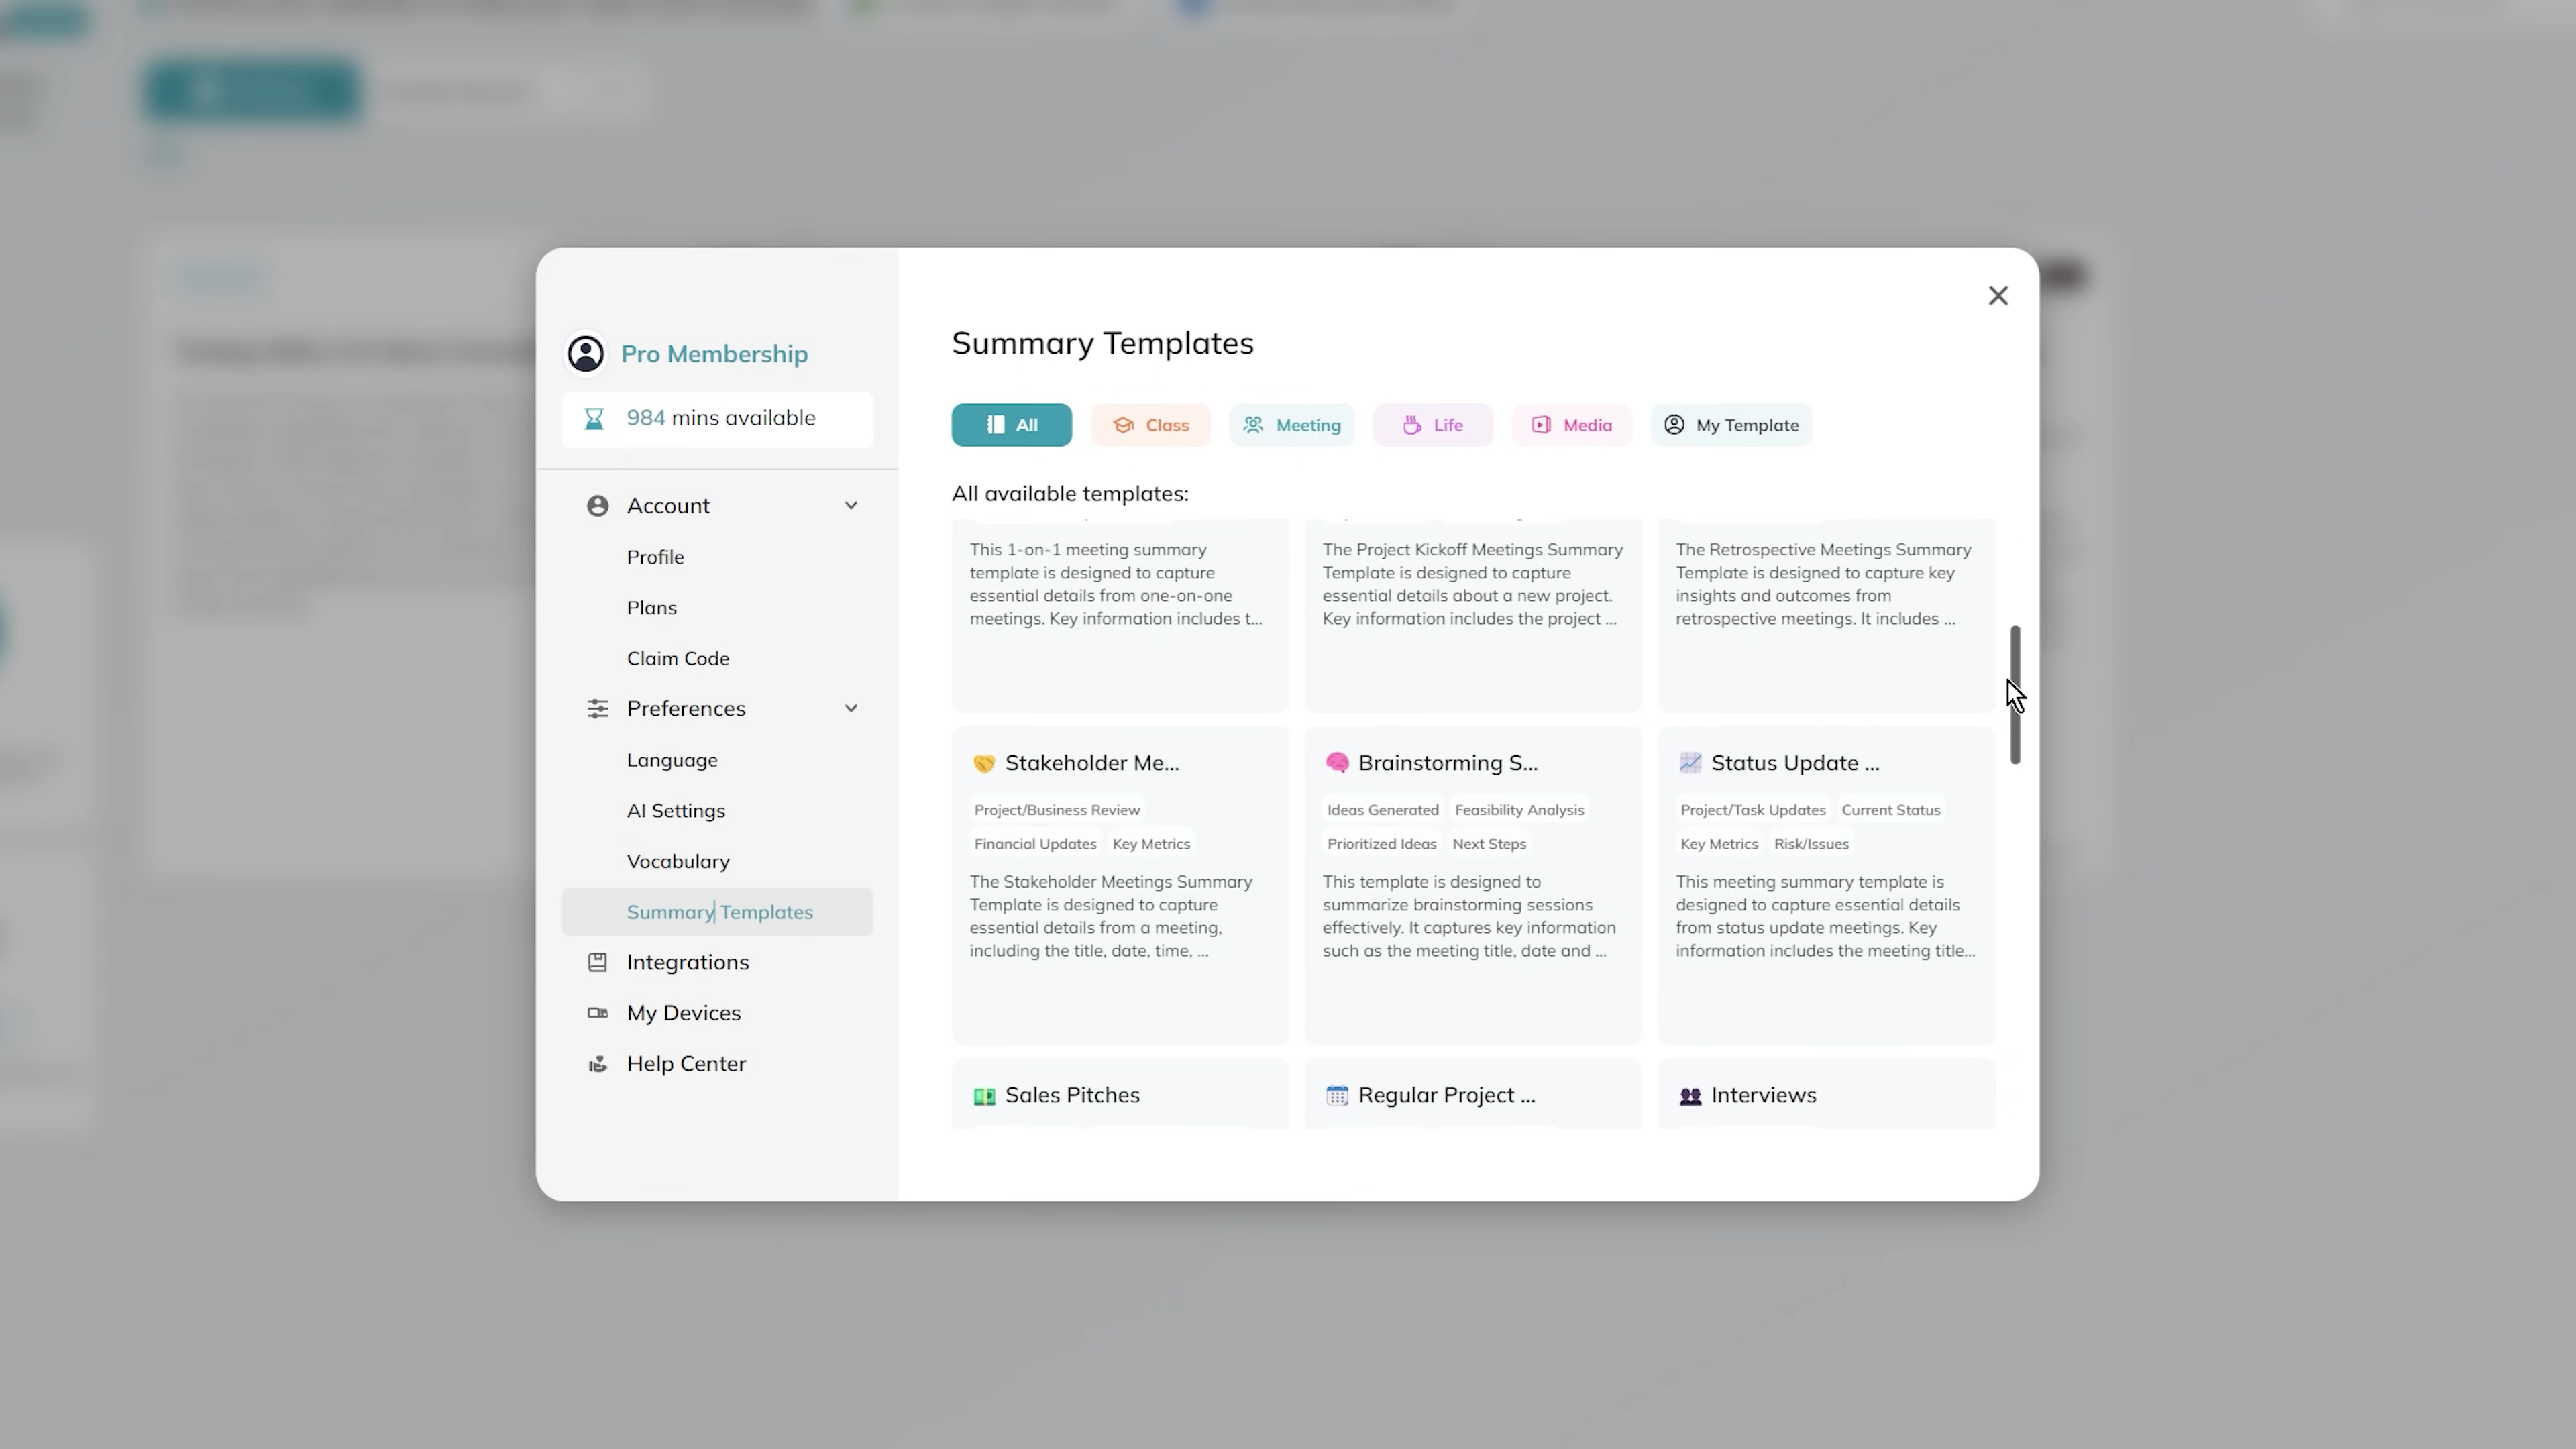 Pro Membership
984 mins available
Account
Profile
Plans
Claim Code
Preferences
Language
AI Settings
Vocabulary
Summary Templates
Integrations
My Devices
Help Center
Summary Templates
All
Class
Meeting
Life
Media
My Template
All available templates:
This 1-on-1 meeting summary
template is designed to capture
essential details from one-on-one
meetings. Key information includes t...
The Project Kickoff Meetings Summary
Template is designed to capture
essential details about a new project.
Key information includes the project ...
The Retrospective Meetings Summary
Template is designed to capture key
insights and outcomes from
retrospective meetings. It includes ...
Stakeholder Me...
Project/Business Review
Financial Updates Key Metrics
The Stakeholder Meetings Summary
Template is designed to capture
essential details from a meeting,
including the title, date, time, ...
Brainstorming S...
Ideas Generated Feasibility Analysis
Prioritized Ideas Next Steps
This template is designed to
summarize brainstorming sessions
effectively. It captures key information
such as the meeting title, date and ...
Status Update ...
Project/Task Updates Current Status
Key Metrics Risk/Issues
This meeting summary template is
designed to capture essential details
from status update meetings. Key
information includes the meeting title...
Sales Pitches
Regular Project ...
Interviews